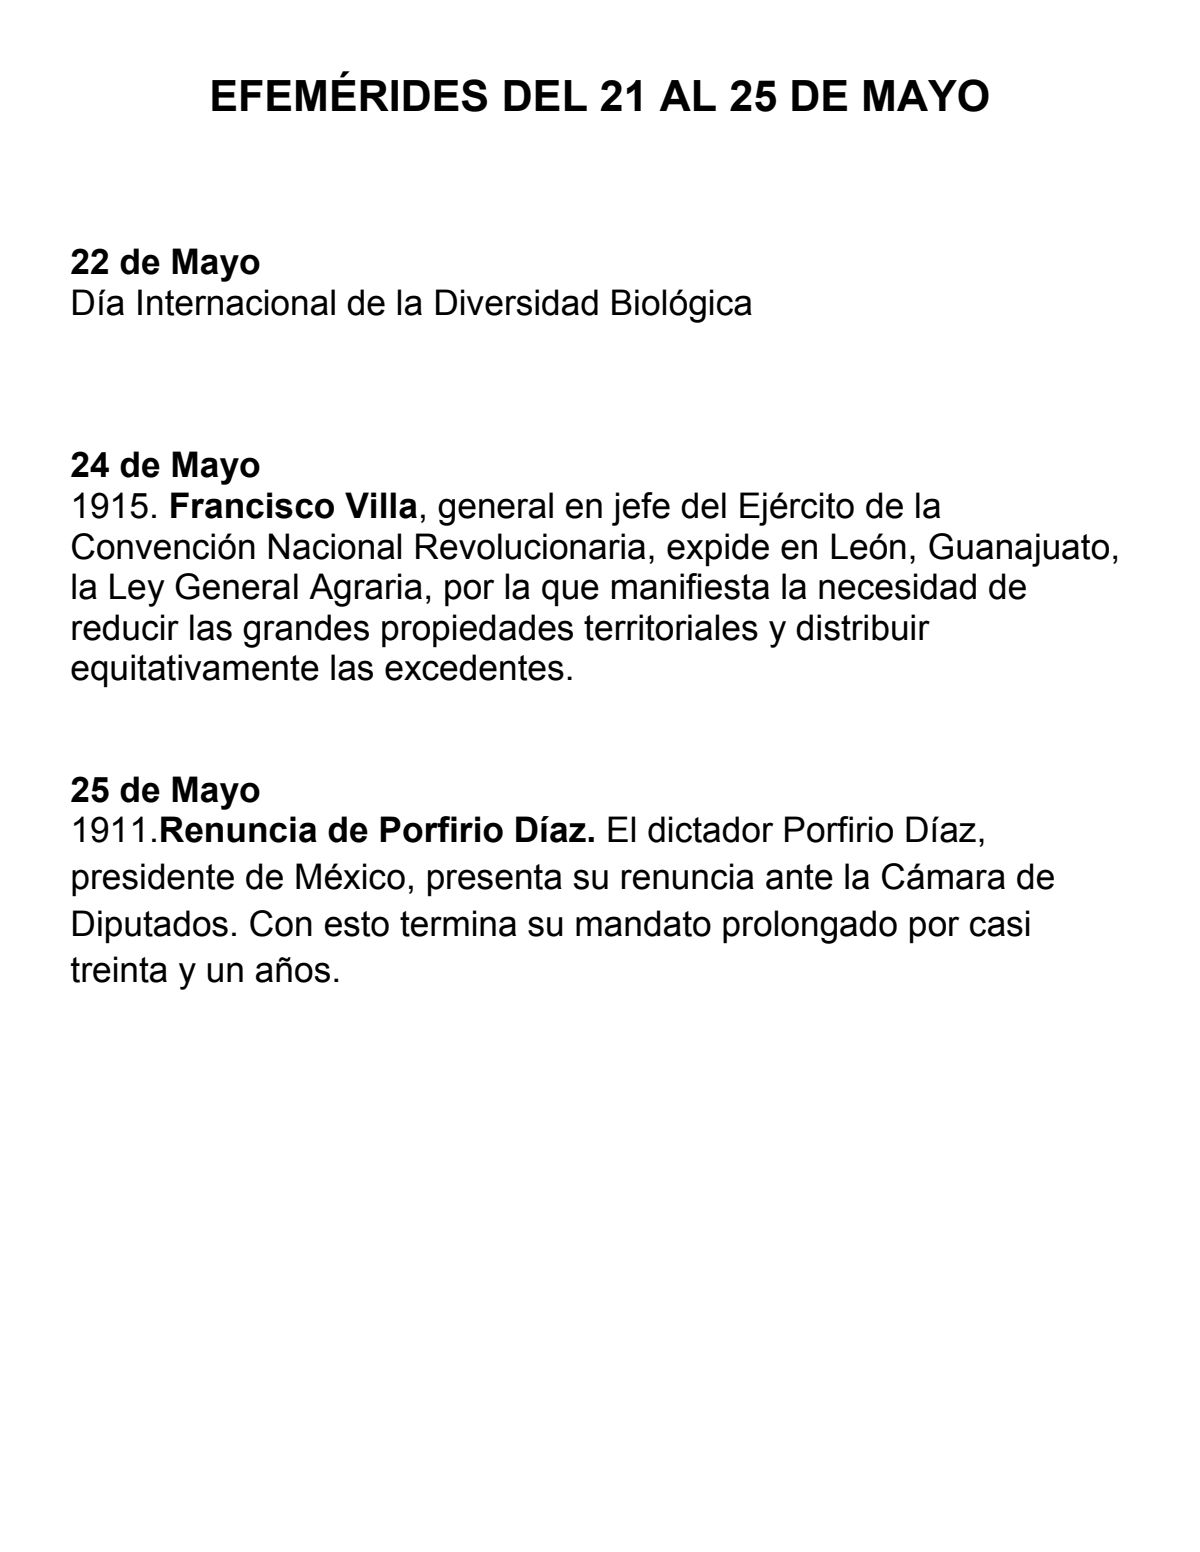 EFEMÉRIDES DEL 21 AL 25 DE MAYO
22 de Mayo
Día Internacional de la Diversidad Biológica
24 de Mayo
1915. Francisco Villa, general en jefe del Ejército de la
Convención Nacional Revolucionaria, expide en León, Guanajuato,
la Ley General Agraria, por la que manifiesta la necesidad de
reducir las grandes propiedades territoriales y distribuir
equitativamente las excedentes.
25 de Mayo
1911.Renuncia de Porfirio Díaz. El dictador Porfirio Díaz,
presidente de México, presenta su renuncia ante la Cámara de
Diputados. Con esto termina su mandato prolongado por casi
treinta y un años.